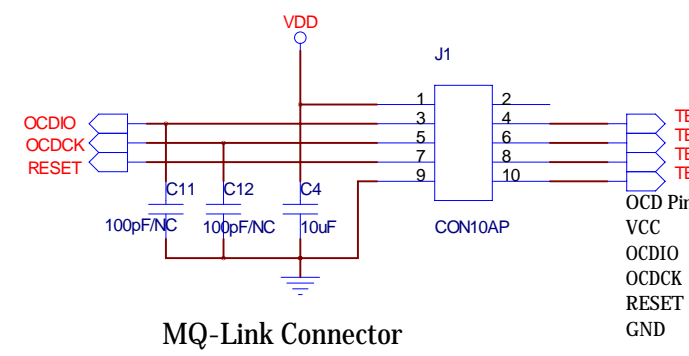 VDD
J1
1 2
OCDIO 3 4
OCDCK 5 6
RESET 7 8
9 10
C11 C12 C4
100pF/NC 100pF/NC 10uF CON10AP
OCD
VCC
OCDIO
OCDCK
RESET
GND
MQ-Link Connector